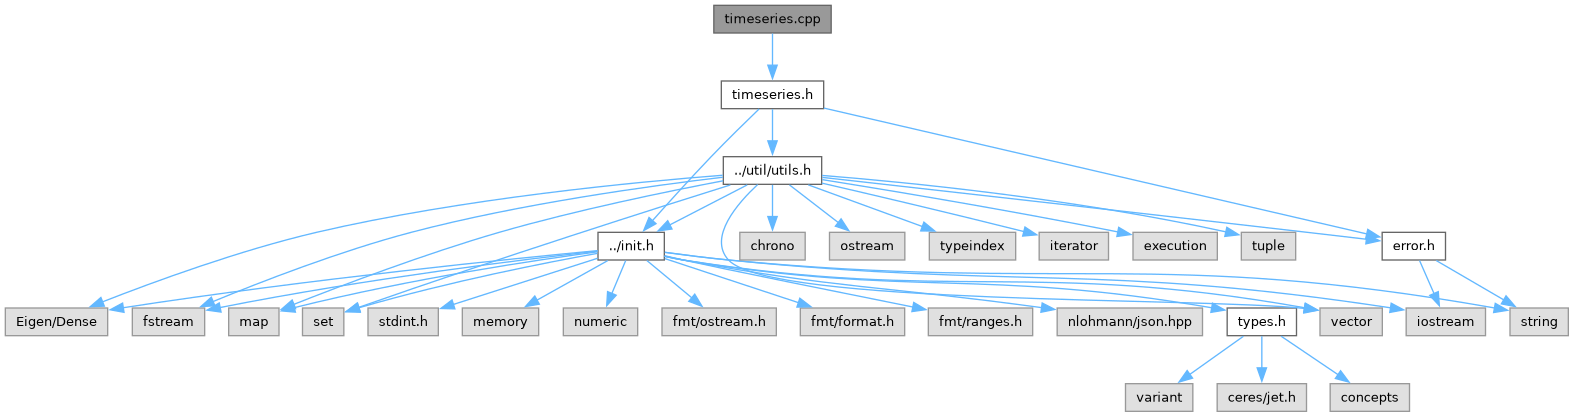 timeseries.cpp
timeseries.h
../util/utils.h
../init.h
chrono
ostream
typeindex
iterator
execution
tuple
error.h
Eigen/Dense
fstream
map
set
stdint.h
memory
numeric
fmt/ostream.h
fmt/format.h
fmt/ranges.h
nlohmann/json.hpp
types.h
vector
iostream
string
variant
ceres/jet.h
concepts